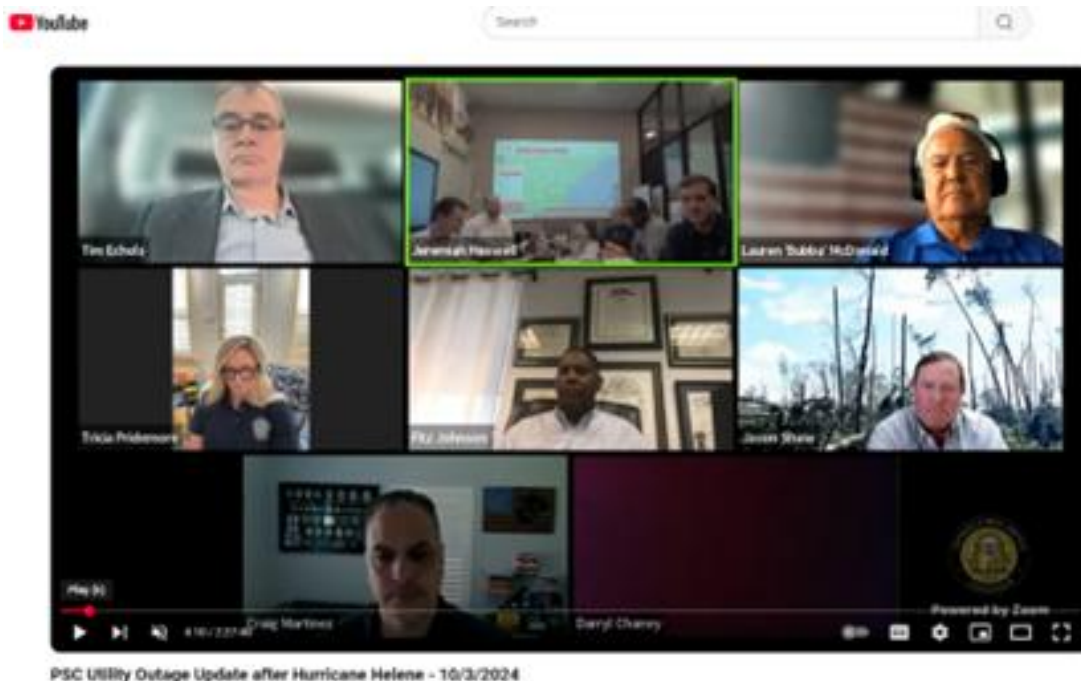 YouTube
Search
Tim Echols
Jeremiah Haswell
Lauren 'Bubba' McDonald
Tricia Pridemore
Fitz Johnson
Jason Shaw
Play (k)
Craig Martinez
Darryl Chaney
Powered by Zoom
PSC Utility Outage Update after Hurricane Helene - 10/3/2024